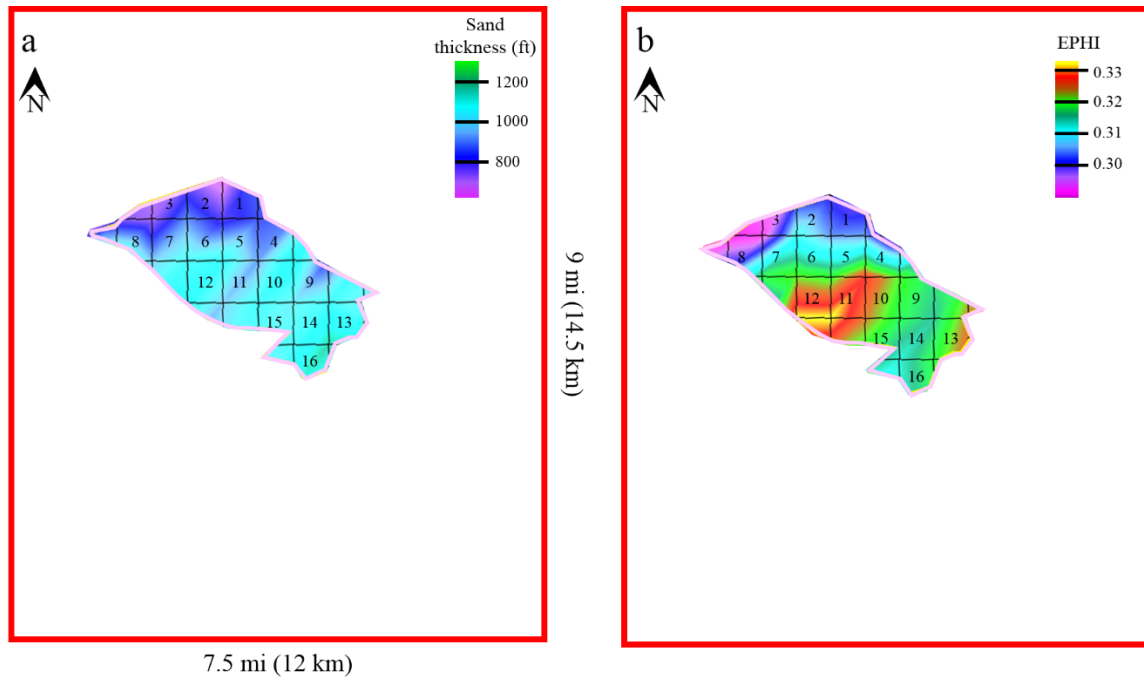 a
Sand
thickness (ft)
1200
1000
800
N
3 2 1
8 7 6 5 4
12 11 10 9
15 14 13
16
7.5 mi (12 km)
9 mi (14.5 km)
b
EPHI
0.33
0.32
0.31
0.30
N
3 2 1
8 7 6 5 4
12 11 10 9
15 14 13
16